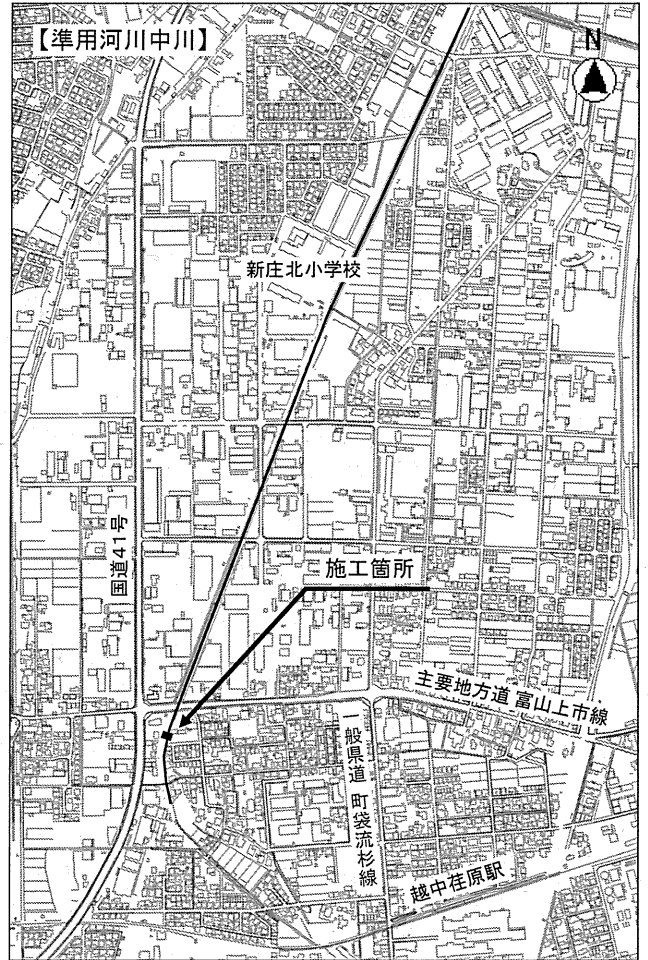 【準用河川中川】
N
新庄北小学校
国道41号
施工箇所
主要地方道 富山上市線
一般県道 町袋流杉線
越中荏原駅